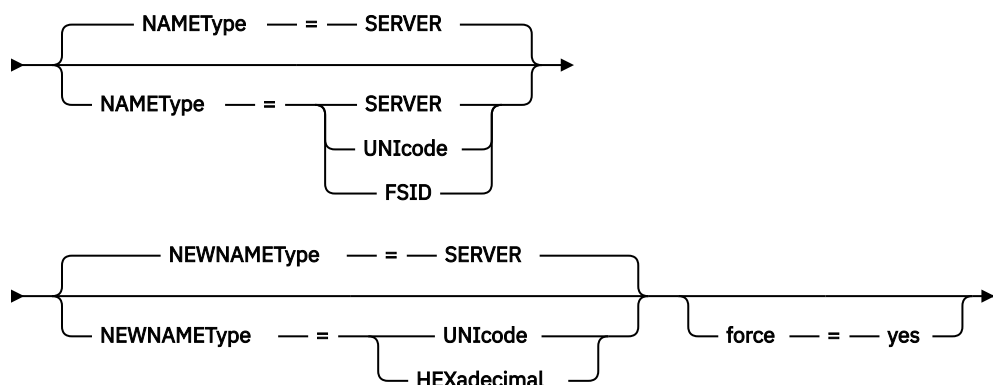 NAMEType = SERVER
NAMEType = SERVER
UNIcode
FSID
NEWNAMEType = SERVER
NEWNAMEType = UNIcode force = yes
HEXadecimal